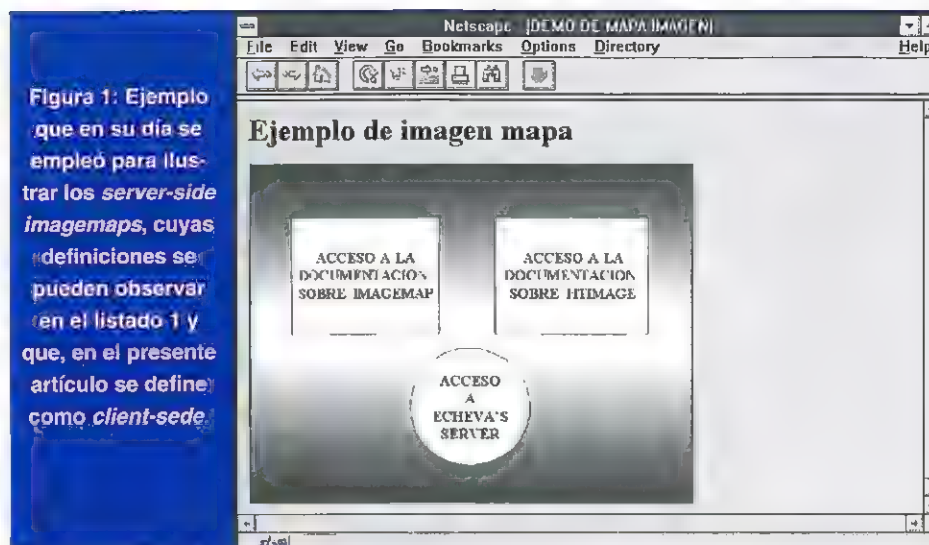 Figura 1: Ejemplo
que en su día se
empleó para ilus-
trar los server-side
imagemaps, cuyas
definiciones se
pueden observar
en el listado 1 y
que, en el presente
artículo se define
como client-sede
Netscape - [DEMO DE MAPA IMAGEN]
File Edit View Go Bookmarks Options Directory Help
Ejemplo de imagen mapa
ACCESO A LA
DOCUMENTACION
SOBRE IMAGEMAP
ACCESO A LA
DOCUMENTACION
SOBRE HTIMAGE
ACCESO
A
ECHEVA'S
SERVER